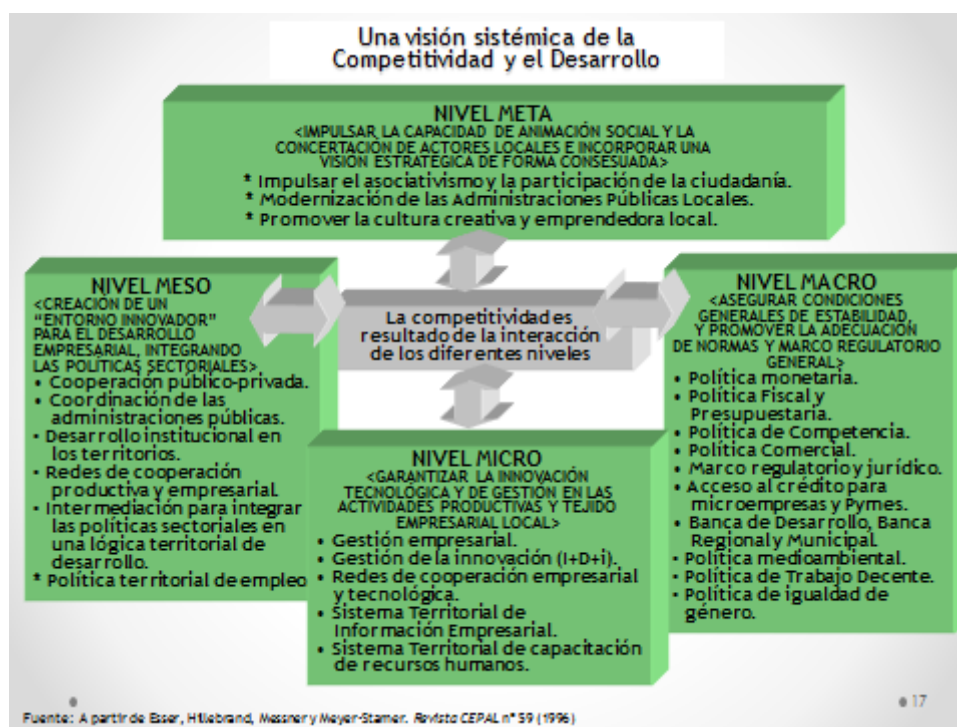 Una visión sistémica de la
Competitividad y el Desarrollo
NIVEL META
<IMPULSAR LA CAPACIDAD DE ANIMACIÓN SOCIAL Y LA
CONCERTACIÓN DE ACTORES LOCALES E INCORPORAR UNA
VISIÓN ESTRATÉGICA DE FORMA CONSESUADA>
* Impulsar el asociativismo y la participación de la ciudadanía.
* Modernización de las Administraciones Públicas Locales.
* Promover la cultura creativa y emprendedora local.
NIVEL MESO
<CREACIÓN DE UN
“ENTORNO INNOVADOR”
PARA EL DESARROLLO
EMPRESARIAL, INTEGRANDO
LAS POLÍTICAS SECTORIALES>
• Cooperación público-privada.
• Coordinación de las
administraciones públicas.
• Desarrollo institucional en
los territorios.
• Redes de cooperación
productiva y empresarial.
• Intermediación para integrar
las políticas sectoriales en
una lógica territorial de
desarrollo.
* Política territorial de empleo
La competitividad es
resultado de la interacción
de los diferentes niveles
NIVEL MACRO
<ASEGURAR CONDICIONES
GENERALES DE ESTABILIDAD,
Y PROMOVER LA ADECUACIÓN
DE NORMAS Y MARCO REGULATORIO
GENERAL>
• Política monetaria.
• Política Fiscal y
Presupuestaria.
• Política de Competencia.
• Política Comercial.
• Marco regulatorio y jurídico.
• Acceso al crédito para
microempresas y Pymes.
• Banca de Desarrollo, Banca
Regional y Municipal.
• Política medioambiental.
• Política de Trabajo Decente.
• Política de igualdad de
género.
NIVEL MICRO
<GARANTIZAR LA INNOVACIÓN
TECNOLÓGICA Y DE GESTIÓN EN LAS
ACTIVIDADES PRODUCTIVAS Y TEJIDO
EMPRESARIAL LOCAL>
• Gestión empresarial.
• Gestión de la innovación (I+D+i).
• Redes de cooperación empresarial
y tecnológica.
• Sistema Territorial de
Información Empresarial.
• Sistema Territorial de capacitación
de recursos humanos.
17
Fuente: A partir de Esser, Hillebrand, Messner y Meyer-Stamer. Revista CEPAL nº 59 (1996)